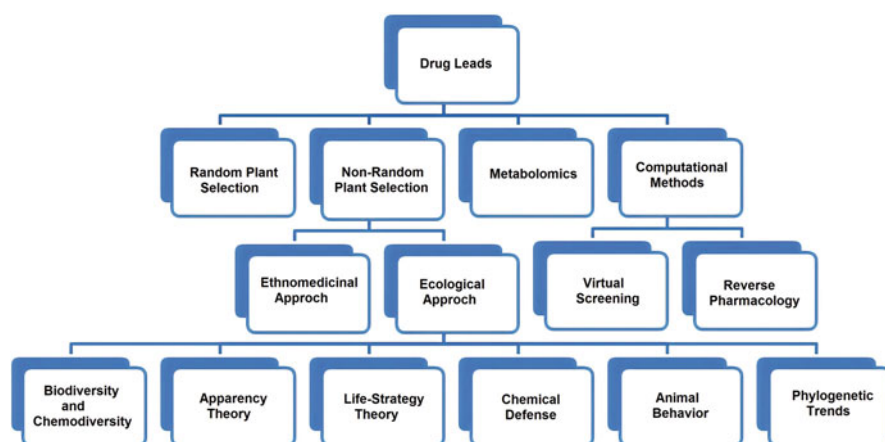 Drug Leads
Random Plant
Selection
Non-Random
Plant Selection
Metabolomics
Computational
Methods
Ethnomedicinal
Approch
Ecological
Approch
Virtual
Screening
Reverse
Pharmacology
Biodiversity
and
Chemodiversity
Apparency
Theory
Life-Strategy
Theory
Chemical
Defense
Animal
Behavior
Phylogenetic
Trends